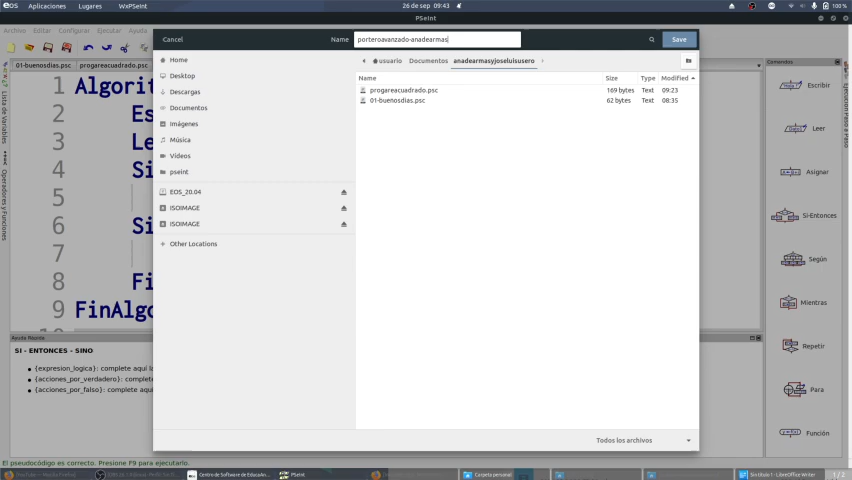 Aplicaciones Lugares WxPSeInt 26 de sep 09:43 100%
PSeInt
Archivo Editar Configurar Ejecutar Ayuda
Cancel Name porteroavanzado-anadearmas Save
01-buenosdias.psc progareacuadrado.psc
usuario Documentos anadearmasyjoseluisusero
Name Size Type Modified
progareacuadrado.psc 169 bytes Text 09:23
01-buenosdias.psc 62 bytes Text 08:35
Home
Desktop
Descargas
Documentos
Imágenes
Música
Vídeos
pseint
EOS_20.04
ISOIMAGE
ISOIMAGE
Other Locations
Todos los archivos
Lista de Variables
Operadores y Funciones
1 Algorit
2 Es
3 Le
4 Si
5
6 Si
7
8 Fi
9 FinAlgo
10
Comandos
Escribir
Leer
Asignar
Si-Entonces
Según
Mientras
Repetir
Para
Función
Ejecución Paso a Paso
Ayuda Rápida
SI - ENTONCES - SINO
{expresion_logica}: complete aquí la
{acciones_por_verdadero}: complete
{acciones_por_falso}: complete aquí
El pseudocódigo es correcto. Presione F9 para ejecutarlo.
Centro de Software de EducaAn... PSeInt Carpeta personal Sin título 1 - LibreOffice Writer 1 / 2